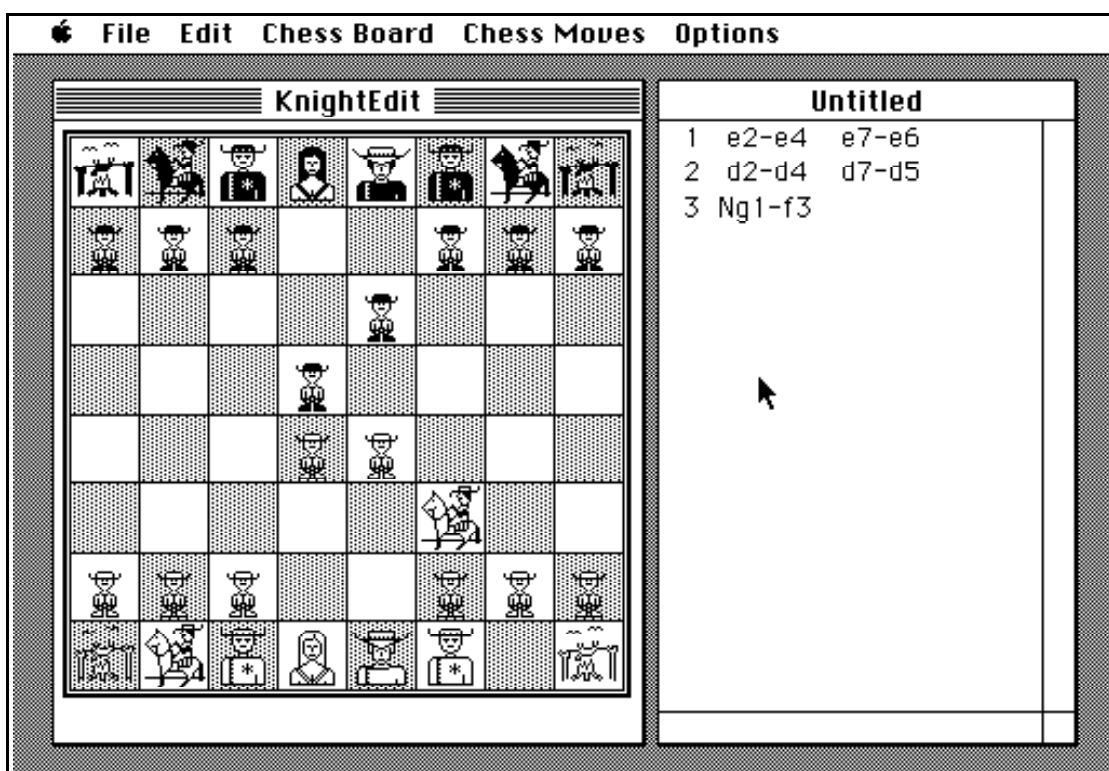 File Edit Chess Board Chess Moves Options
KnightEdit
Untitled
1 e2-e4 e7-e6
2 d2-d4 d7-d5
3 Ng1-f3